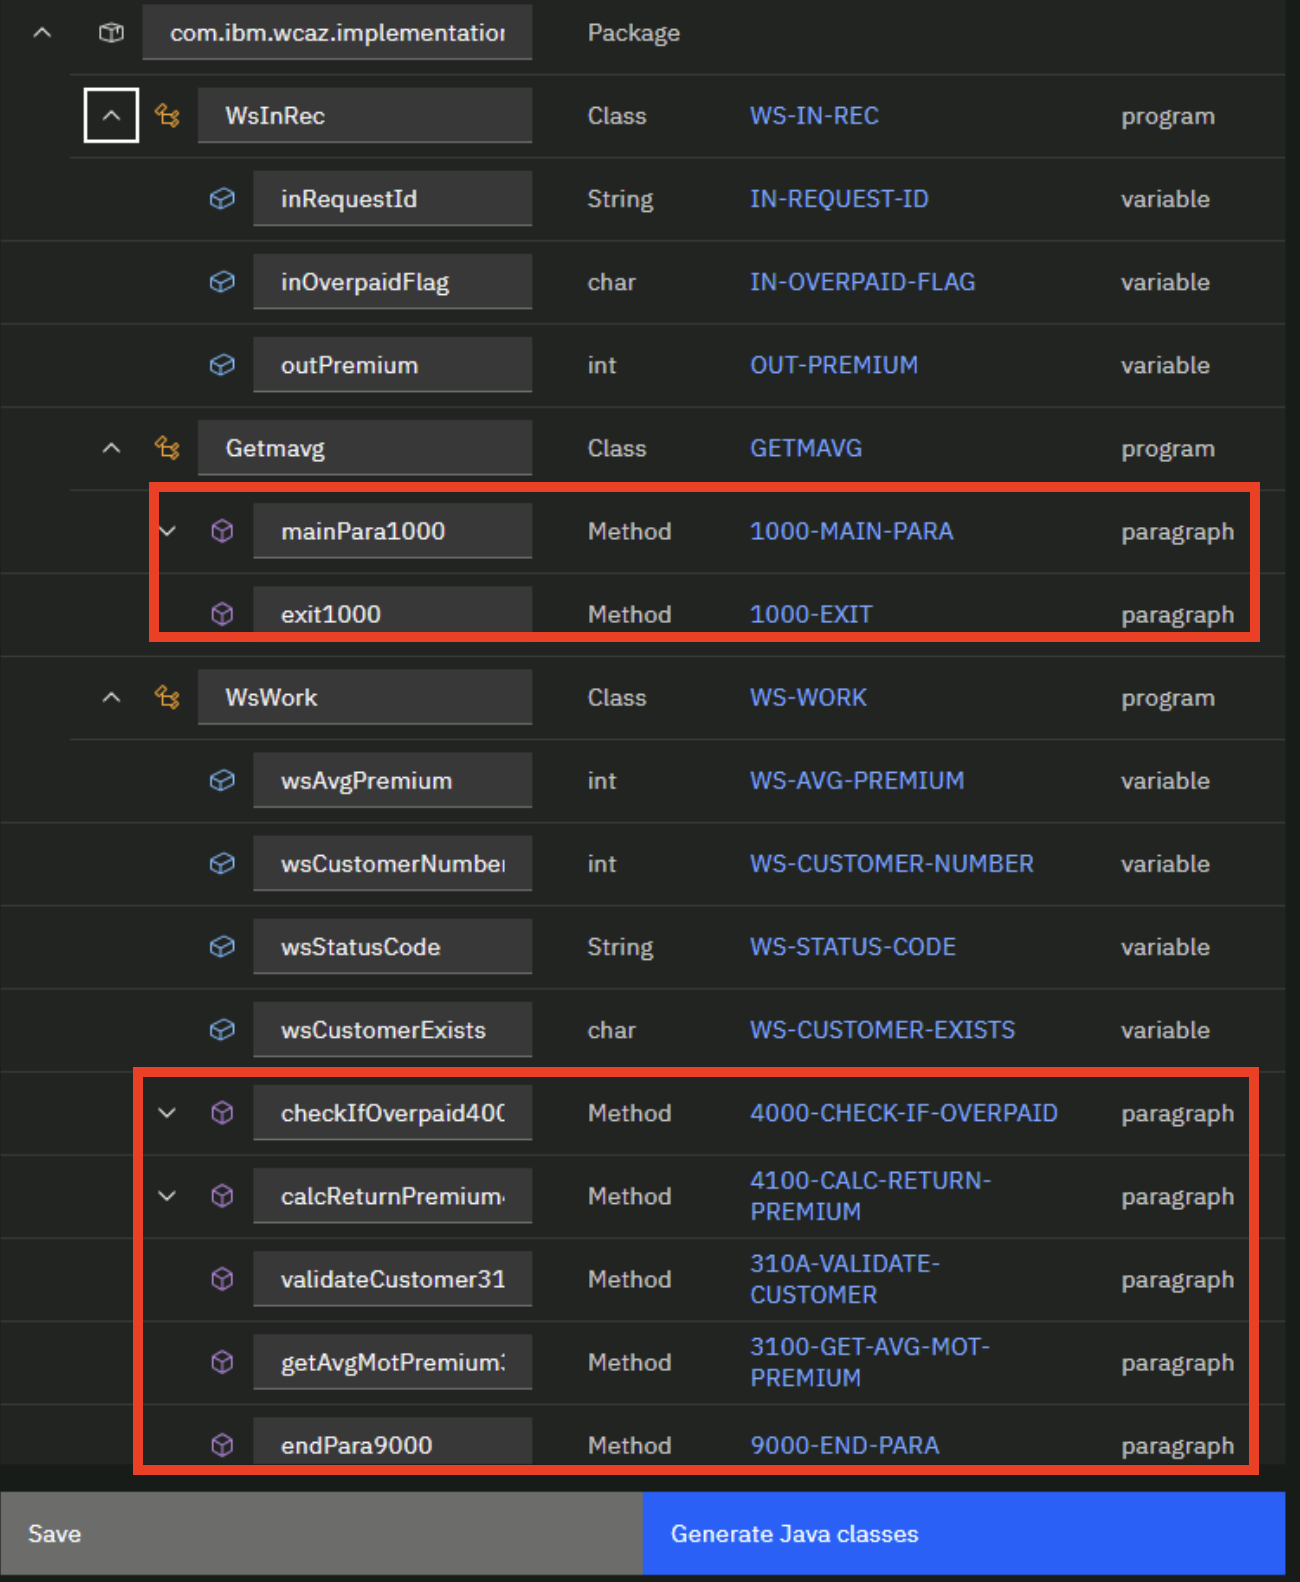 com.ibm.wcaz.implementation Package
WsInRec Class WS-IN-REC program
inRequestId String IN-REQUEST-ID variable
inOverpaidFlag char IN-OVERPAID-FLAG variable
outPremium int OUT-PREMIUM variable
Getmavg Class GETMAVG program
mainPara1000 Method 1000-MAIN-PARA paragraph
exit1000 Method 1000-EXIT paragraph
WsWork Class WS-WORK program
wsAvgPremium int WS-AVG-PREMIUM variable
wsCustomerNumber int WS-CUSTOMER-NUMBER variable
wsStatusCode String WS-STATUS-CODE variable
wsCustomerExists char WS-CUSTOMER-EXISTS variable
checkIfOverpaid400 Method 4000-CHECK-IF-OVERPAID paragraph
calcReturnPremium Method 4100-CALC-RETURN-
PREMIUM paragraph
validateCustomer31 Method 310A-VALIDATE-
CUSTOMER paragraph
getAvgMotPremium3 Method 3100-GET-AVG-MOT-
PREMIUM paragraph
endPara9000 Method 9000-END-PARA paragraph
Save Generate Java classes